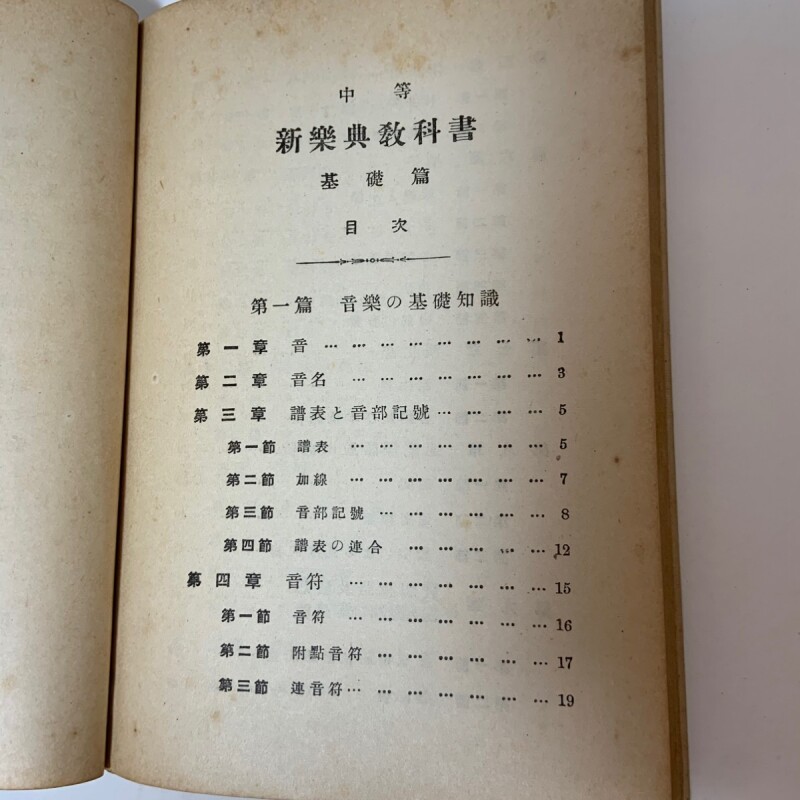 中等
新樂典教科書
基礎篇
目次
第一篇 音樂の基礎知識
第一章 音 … … … … … … … … 1
第二章 音名 … … … … … … … 3
第三章 譜表と音部記號… … … … 5
第一節 譜表 … … … … … … … 5
第二節 加線 … … … … … … … 7
第三節 音部記號 … … … … … … 8
第四節 譜表の連合 … … … … … 12
第四章 音符 … … … … … … … 15
第一節 音符 … … … … … … … 16
第二節 附點音符 … … … … … … … 17
第三節 連音符… … … … … … … 19